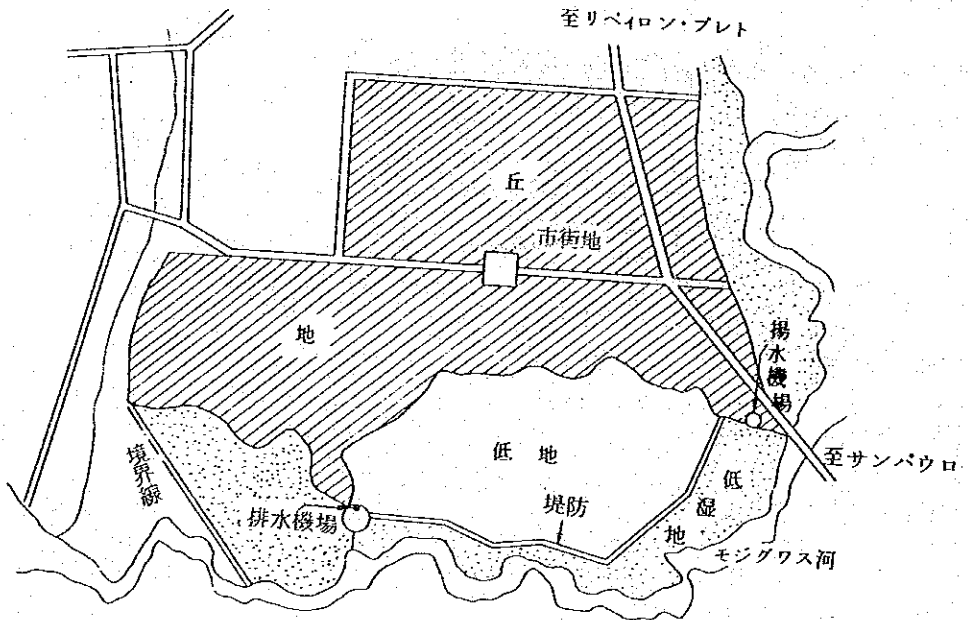 至リベイロン・プレト
丘
市街地
地
揚水機場
低地
至サンパウロ
境界線
低湿地
堤防
排水機場
モジグワス河